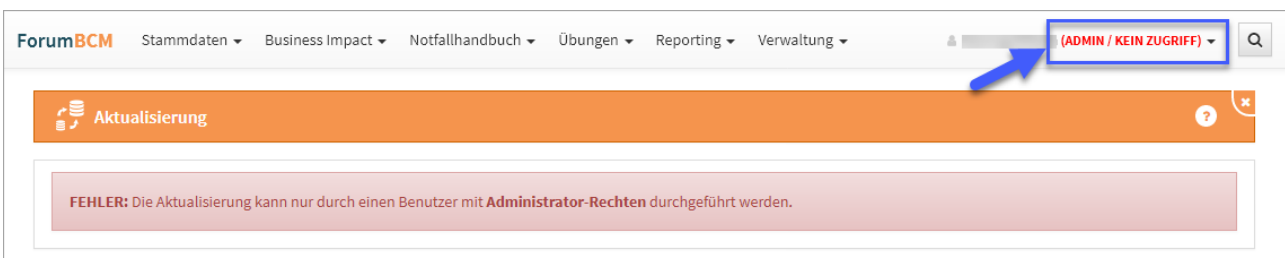 ForumBCM Stammdaten Business Impact Notfallhandbuch Übungen Reporting Verwaltung (ADMIN / KEIN ZUGRIFF)
Aktualisierung ?
FEHLER: Die Aktualisierung kann nur durch einen Benutzer mit Administrator-Rechten durchgeführt werden.